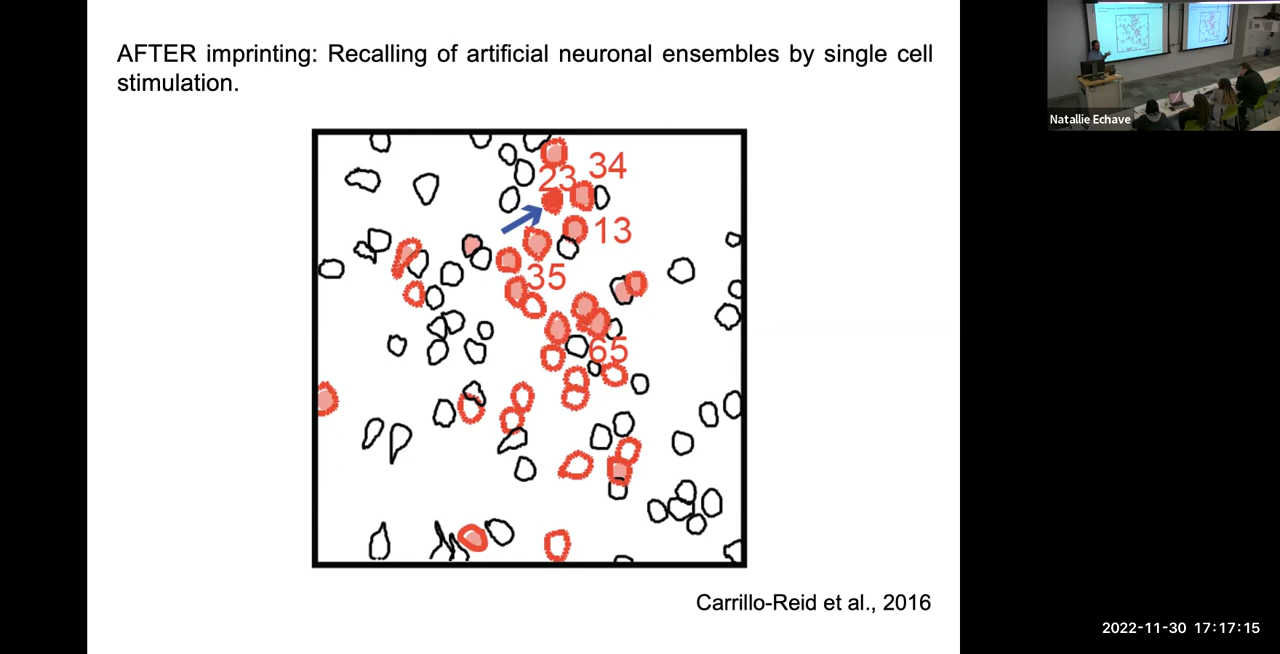 AFTER imprinting: Recalling of artificial neuronal ensembles by single cell
stimulation.
34
23
13
35
65
Carrillo-Reid et al., 2016
Natallie Echave
2022-11-30 17:17:15